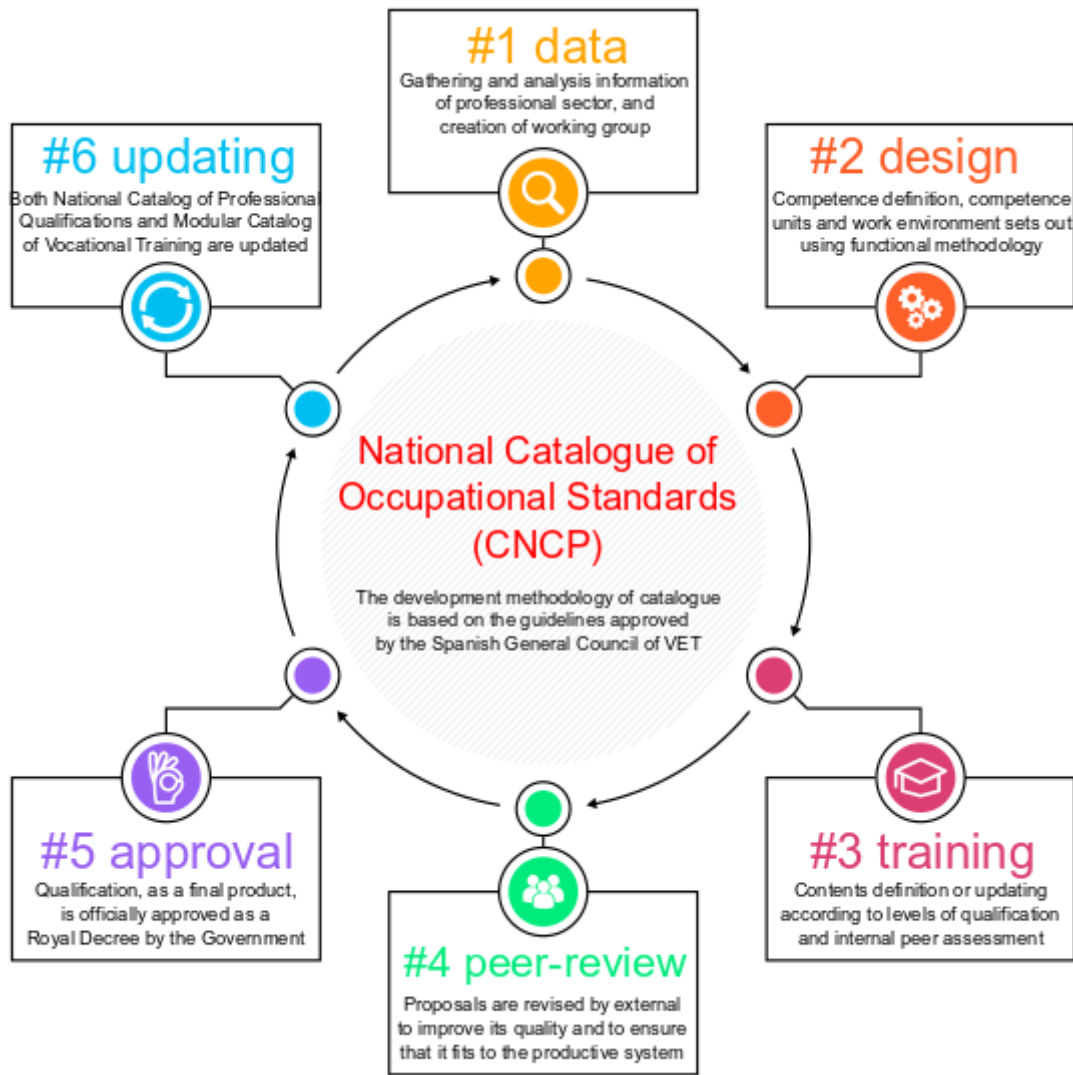 #1 data
Gathering and analysis information
of professional sector, and
creation of working group
#2 design
Competence definition, competence
units and work environment sets out
using functional methodology
#3 training
Contents definition or updating
according to levels of qualification
and internal peer assessment
#4 peer-review
Proposals are revised by external
to improve its quality and to ensure
that it fits to the productive system
#5 approval
Qualification, as a final product,
is officially approved as a
Royal Decree by the Government
#6 updating
Both National Catalog of Professional
Qualifications and Modular Catalog
of Vocational Training are updated
National Catalogue of
Occupational Standards
(CNCP)
The development methodology of catalogue
is based on the guidelines approved
by the Spanish General Council of VET